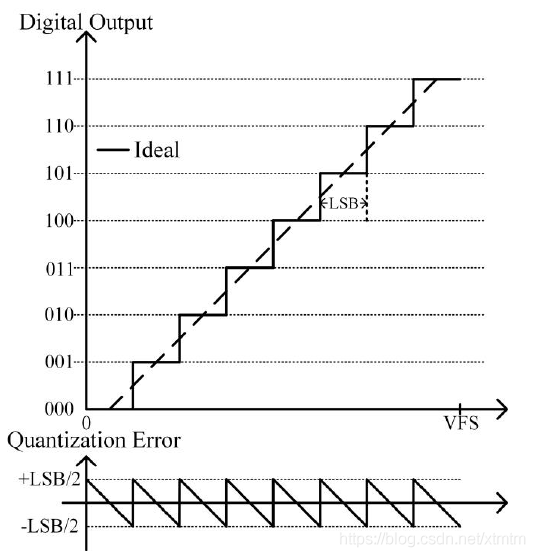 Digital Output
111
110
Ideal
101
LSB
100
011
010
001
000
0
VFS
Quantization Error
+LSB/2
-LSB/2
https://blog.csdn.net/xtmtm